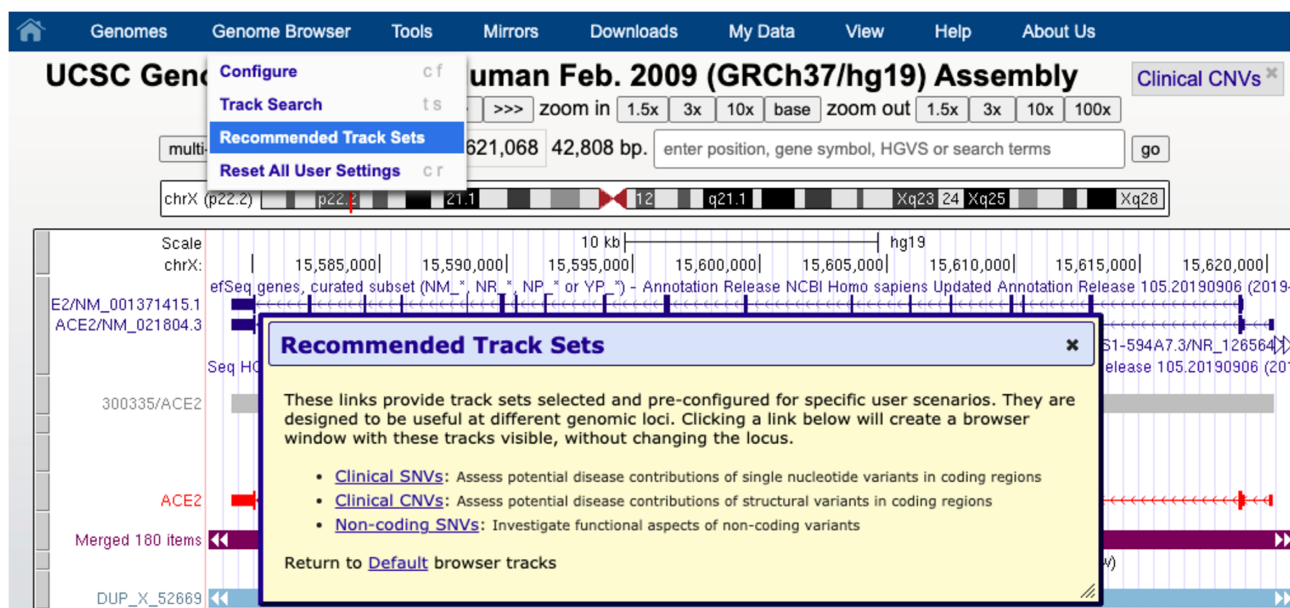 Genomes Genome Browser Tools Mirrors Downloads My Data View Help About Us
UCSC Geno uman Feb. 2009 (GRCh37/hg19) Assembly Clinical CNVs ×
Configure c f
Track Search t s
Recommended Track Sets
Reset All User Settings c r
>>> zoom in 1.5x 3x 10x base zoom out 1.5x 3x 10x 100x
multi- 621,068 42,808 bp. enter position, gene symbol, HGVS or search terms go
chrX (p22.2) p22.2 21.1 12 q21.1 Xq23 24 Xq25 Xq28
Scale 10 kb hg19
chrX: 15,585,000 15,590,000 15,595,000 15,600,000 15,605,000 15,610,000 15,615,000 15,620,000
efSeq genes, curated subset (NM_*, NR_*, NP_* or YP_*) - Annotation Release NCBI Homo sapiens Updated Annotation Release 105.20190906 (2019-
E2/NM_001371415.1
ACE2/NM_021804.3
S1-594A7.3/NR_126564
Seq HG elease 105.20190906 (201
300335/ACE2
ACE2
Merged 180 items
DUP_X_52669
Recommended Track Sets ✖
These links provide track sets selected and pre-configured for specific user scenarios. They are
designed to be useful at different genomic loci. Clicking a link below will create a browser
window with these tracks visible, without changing the locus.
• Clinical SNVs: Assess potential disease contributions of single nucleotide variants in coding regions
• Clinical CNVs: Assess potential disease contributions of structural variants in coding regions
• Non-coding SNVs: Investigate functional aspects of non-coding variants
Return to Default browser tracks